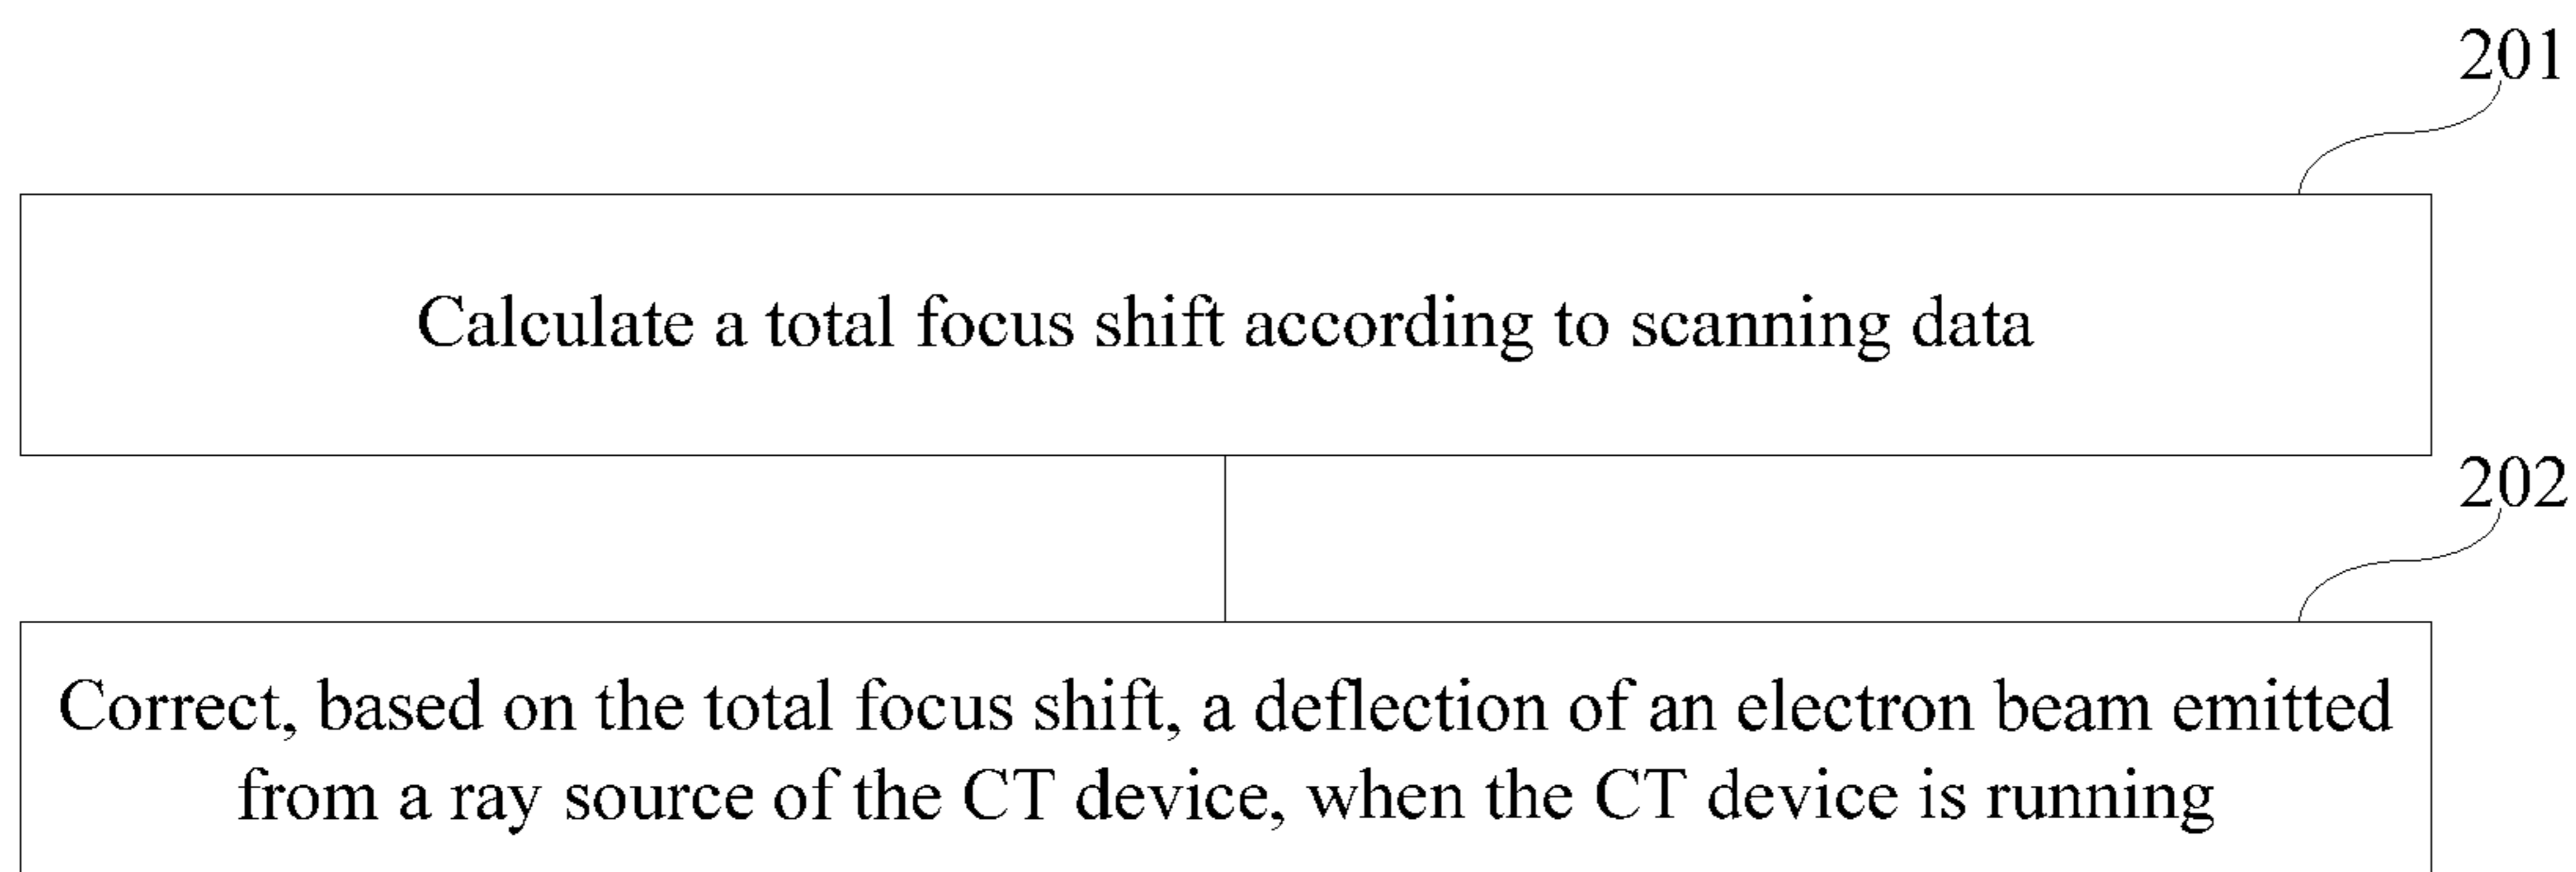 201
Calculate a total focus shift according to scanning data
202
Correct, based on the total focus shift, a deflection of an electron beam emitted
from a ray source of the CT device, when the CT device is running